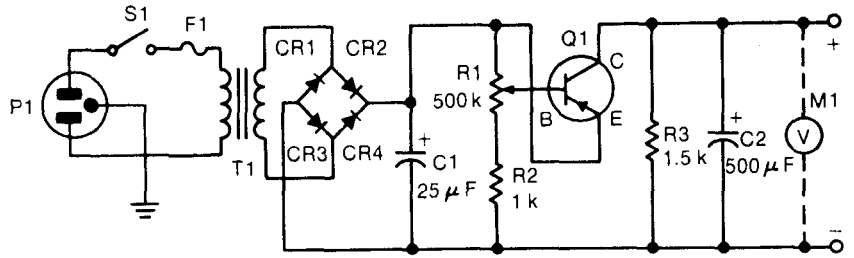 S1
F1
P1
T1
CR1
CR2
CR3
CR4
+
C1
25 μF
R1
500 k
R2
1 k
Q1
C
B
E
R3
1.5 k
+
C2
500 μF
M1
V
+
−